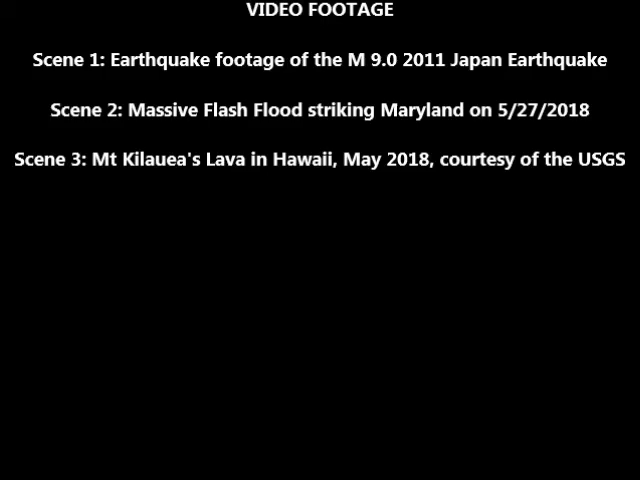 VIDEO FOOTAGE
Scene 1: Earthquake footage of the M 9.0 2011 Japan Earthquake
Scene 2: Massive Flash Flood striking Maryland on 5/27/2018
Scene 3: Mt Kilauea's Lava in Hawaii, May 2018, courtesy of the USGS